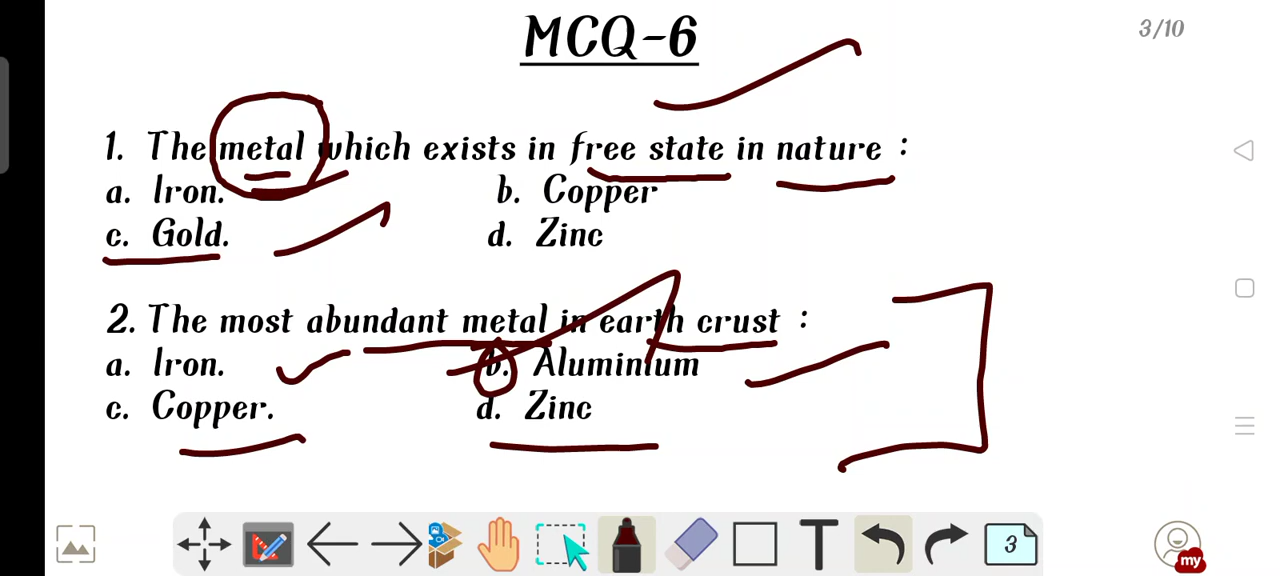 MCQ-6
3/10
1. The metal which exists in free state in nature :
a. Iron. b. Copper
c. Gold. d. Zinc
2. The most abundant metal in earth crust :
a. Iron. b. Aluminium
c. Copper. d. Zinc
T
3
my